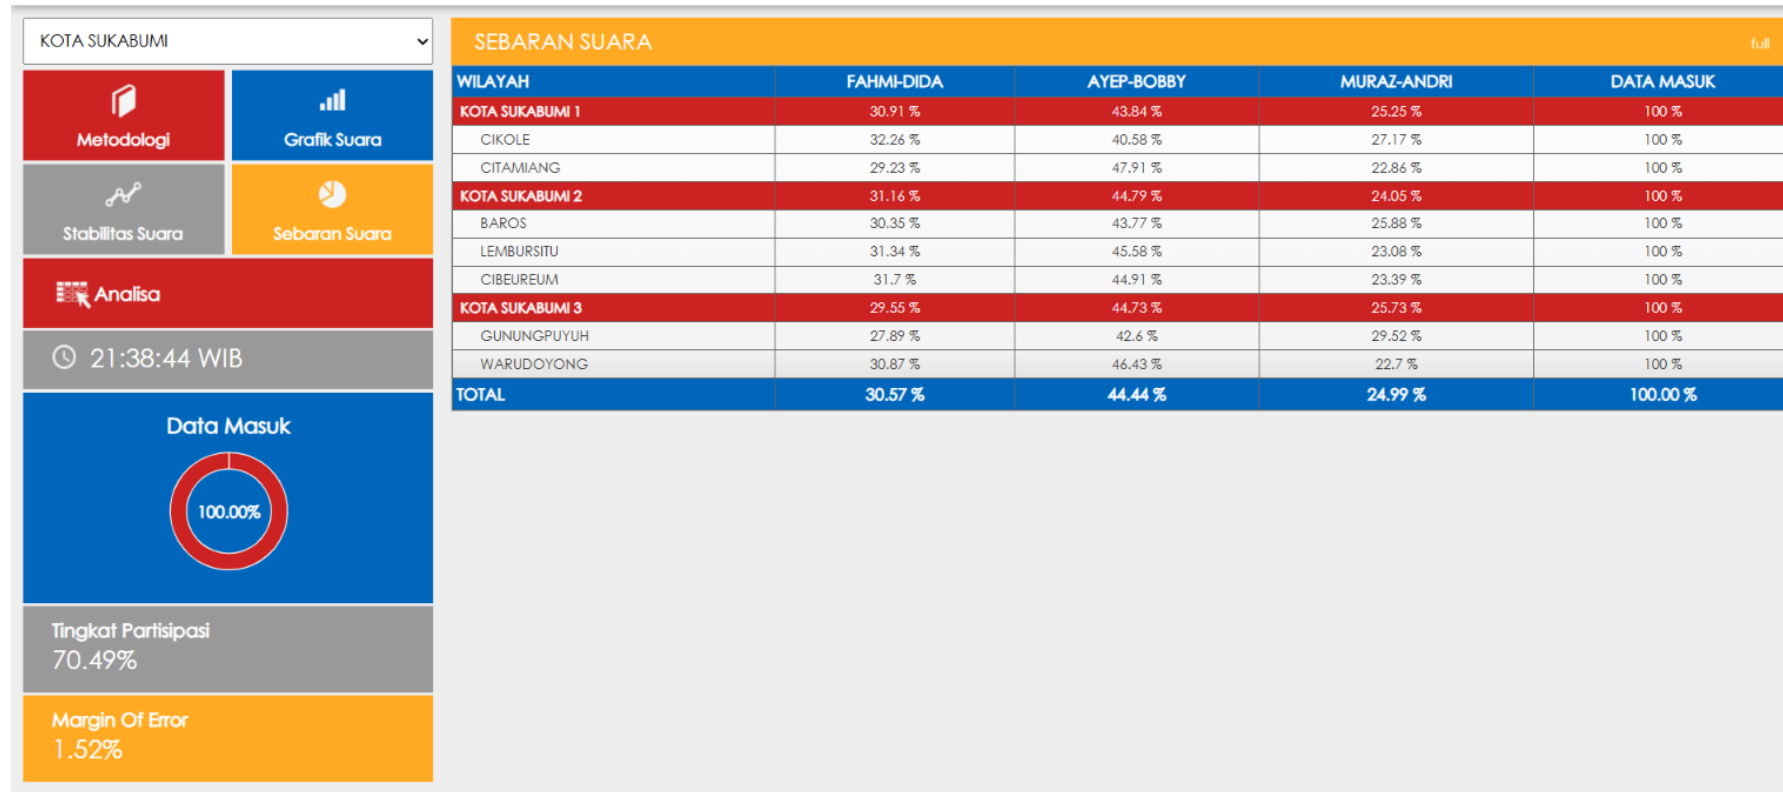 KOTA SUKABUMI
Metodologi
Grafik Suara
Stabilitas Suara
Sebaran Suara
Analisa
21:38:44 WIB
Data Masuk
100.00%
Tingkat Partisipasi
70.49%
Margin Of Error
1.52%
SEBARAN SUARA full
WILAYAH FAHMI-DIDA AYEP-BOBBY MURAZ-ANDRI DATA MASUK
KOTA SUKABUMI 1 30.91 % 43.84 % 25.25 % 100 %
CIKOLE 32.26 % 40.58 % 27.17 % 100 %
CITAMIANG 29.23 % 47.91 % 22.86 % 100 %
KOTA SUKABUMI 2 31.16 % 44.79 % 24.05 % 100 %
BAROS 30.35 % 43.77 % 25.88 % 100 %
LEMBURSITU 31.34 % 45.58 % 23.08 % 100 %
CIBEUREUM 31.7 % 44.91 % 23.39 % 100 %
KOTA SUKABUMI 3 29.55 % 44.73 % 25.73 % 100 %
GUNUNGPUYUH 27.89 % 42.6 % 29.52 % 100 %
WARUDOYONG 30.87 % 46.43 % 22.7 % 100 %
TOTAL 30.57 % 44.44 % 24.99 % 100.00 %